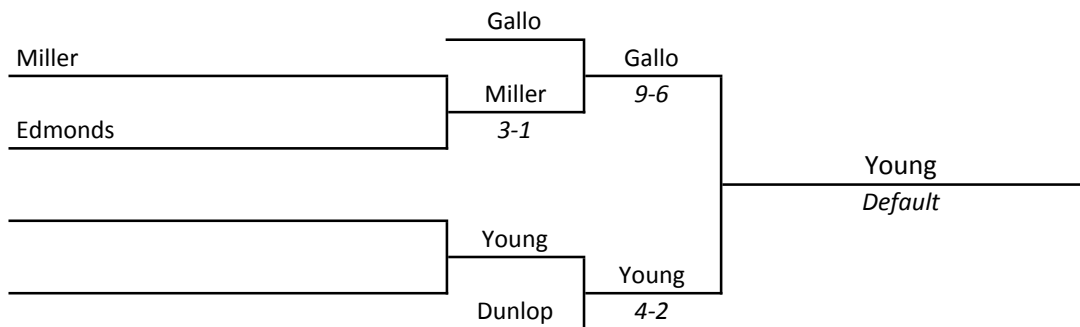 Gallo
Miller
Gallo
Miller
9-6
Edmonds
3-1
Young
Default
Young
Young
Dunlop
4-2